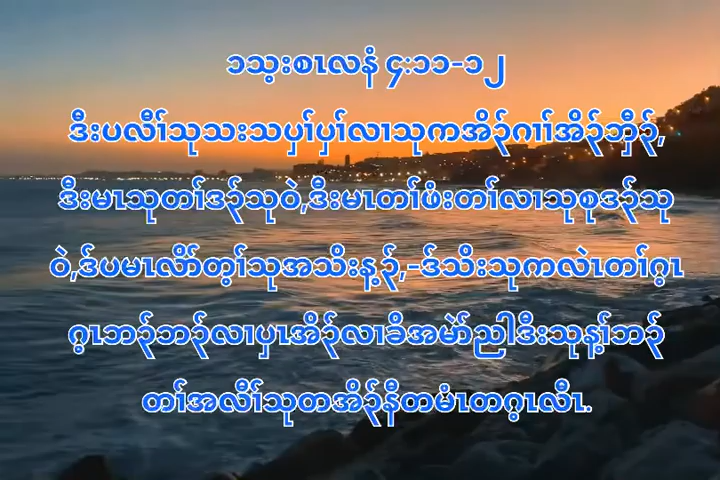 ၁သ့းစၤလနံ ၄:၁၁-၁၂
ဒီးပလီၢ်သုသးသပှၢ်ပှၢ်လၢသုကအိၣ်ဂၢၢ်အိၣ်ဘှီၣ်,
ဒီးမၤသုတၢ်ဒၣ်သုဝဲ,ဒီးမၤတၢ်ဖံးတၢ်လၢသုစုဒၣ်သု
ဝဲ,ဒ်ပမၤလိာ်တ့ၢ်သုအသိးန့ၣ်,-ဒ်သိးသုကလဲၤတၢ်ဂ့ၤ
ဂ့ၤဘၣ်ဘၣ်လၢပှၤအိၣ်လၢခိအမဲာ်ညါဒီးသုန့ၢ်ဘၣ်
တၢ်အလီၢ်သုတအိၣ်နီတမံၤတဂ့ၤလီၤ.